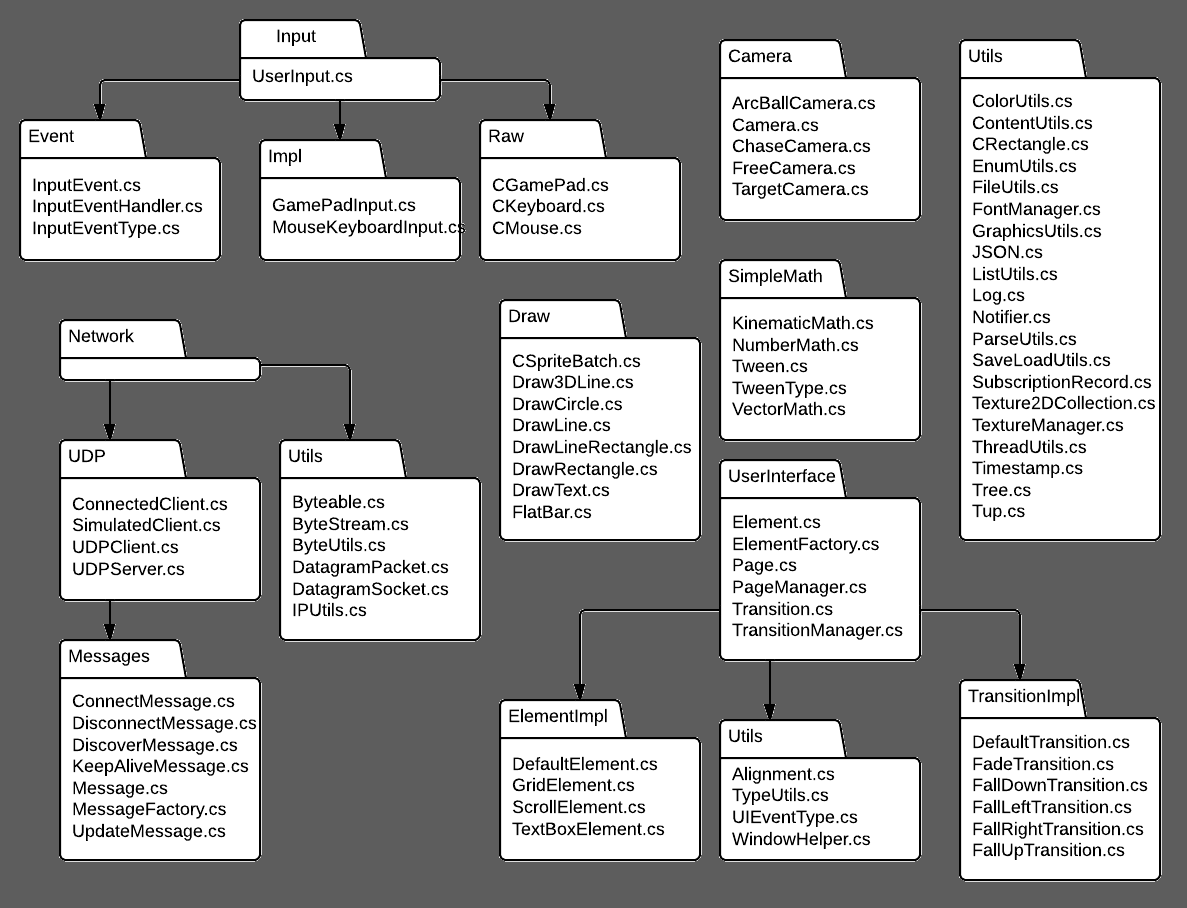 Input
UserInput.cs
Event
InputEvent.cs
InputEventHandler.cs
InputEventType.cs
Impl
GamePadInput.cs
MouseKeyboardInput.cs
Raw
CGamePad.cs
CKeyboard.cs
CMouse.cs
Camera
ArcBallCamera.cs
Camera.cs
ChaseCamera.cs
FreeCamera.cs
TargetCamera.cs
Utils
ColorUtils.cs
ContentUtils.cs
CRectangle.cs
EnumUtils.cs
FileUtils.cs
FontManager.cs
GraphicsUtils.cs
JSON.cs
ListUtils.cs
Log.cs
Notifier.cs
ParseUtils.cs
SaveLoadUtils.cs
SubscriptionRecord.cs
Texture2DCollection.cs
TextureManager.cs
ThreadUtils.cs
Timestamp.cs
Tree.cs
Tup.cs
SimpleMath
KinematicMath.cs
NumberMath.cs
Tween.cs
TweenType.cs
VectorMath.cs
Draw
CSpriteBatch.cs
Draw3DLine.cs
DrawCircle.cs
DrawLine.cs
DrawLineRectangle.cs
DrawRectangle.cs
DrawText.cs
FlatBar.cs
Network
UDP
ConnectedClient.cs
SimulatedClient.cs
UDPClient.cs
UDPServer.cs
Utils
Byteable.cs
ByteStream.cs
ByteUtils.cs
DatagramPacket.cs
DatagramSocket.cs
IPUtils.cs
Messages
ConnectMessage.cs
DisconnectMessage.cs
DiscoverMessage.cs
KeepAliveMessage.cs
Message.cs
MessageFactory.cs
UpdateMessage.cs
UserInterface
Element.cs
ElementFactory.cs
Page.cs
PageManager.cs
Transition.cs
TransitionManager.cs
ElementImpl
DefaultElement.cs
GridElement.cs
ScrollElement.cs
TextBoxElement.cs
Utils
Alignment.cs
TypeUtils.cs
UIEventType.cs
WindowHelper.cs
TransitionImpl
DefaultTransition.cs
FadeTransition.cs
FallDownTransition.cs
FallLeftTransition.cs
FallRightTransition.cs
FallUpTransition.cs